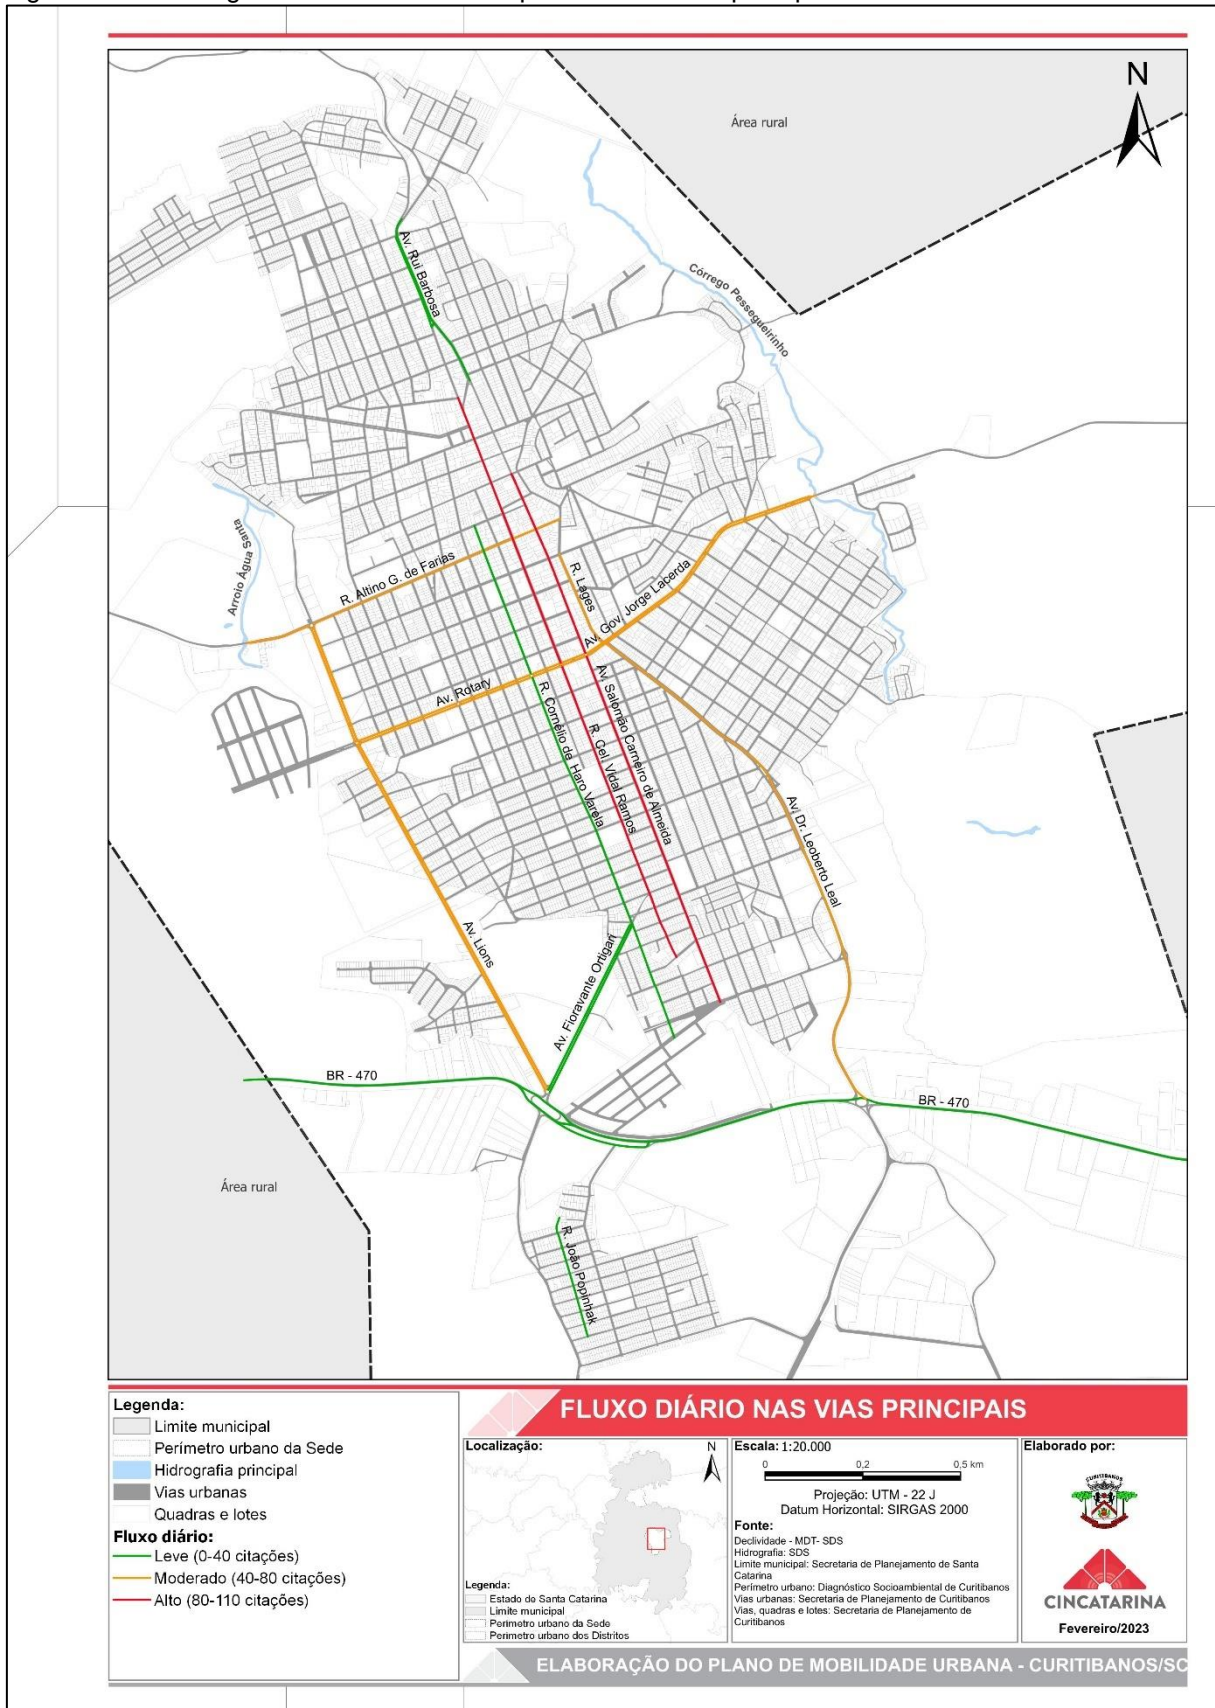 N
Área rural
Av. Rui Barbosa
Córrego Pessegueirinho
Arroio Água Santa
R. Altino G. de Farias
R. Lages
Av. Gov. Jorge Lacerda
Av. Rotary
R. Cornélio de Haro Varela
R. Cel. Vidal Ramos
Av. Salomão Carneiro de Almeida
Av. Dr. Leoberto Leal
Av. Lions
Av. Fioravante Ortigari
BR - 470
BR - 470
Área rural
R. João Popinhak
Legenda:
Limite municipal
Perímetro urbano da Sede
Hidrografia principal
Vias urbanas
Quadras e lotes
Fluxo diário:
Leve (0-40 citações)
Moderado (40-80 citações)
Alto (80-110 citações)
FLUXO DIÁRIO NAS VIAS PRINCIPAIS
Localização:
N
Legenda:
Estado de Santa Catarina
Limite municipal
Perímetro urbano da Sede
Perímetro urbano dos Distritos
Escala: 1:20.000
0 0,2 0,5 km
Projeção: UTM - 22 J
Datum Horizontal: SIRGAS 2000
Fonte:
Declividade - MDT- SDS
Hidrografia: SDS
Limite municipal: Secretaria de Planejamento de Santa
Catarina
Perímetro urbano: Diagnóstico Socioambiental de Curitibanos
Vias urbanas: Secretaria de Planejamento de Curitibanos
Vias, quadras e lotes: Secretaria de Planejamento de
Curitibanos
Elaborado por:
CURITIBANOS
CINCATARINA
Fevereiro/2023
ELABORAÇÃO DO PLANO DE MOBILIDADE URBANA - CURITIBANOS/SC